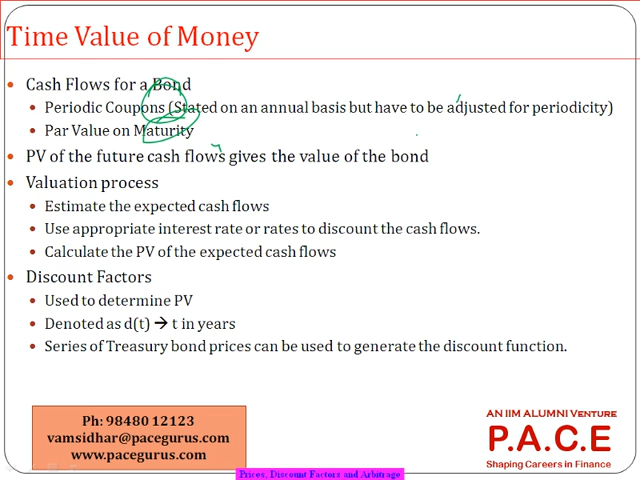 Time Value of Money
• Cash Flows for a Bond
• Periodic Coupons (Stated on an annual basis but have to be adjusted for periodicity)
• Par Value on Maturity
• PV of the future cash flows gives the value of the bond
• Valuation process
• Estimate the expected cash flows
• Use appropriate interest rate or rates to discount the cash flows.
• Calculate the PV of the expected cash flows
• Discount Factors
• Used to determine PV
• Denoted as d(t) → t in years
• Series of Treasury bond prices can be used to generate the discount function.
Ph: 98480 12123
vamsidhar@pacegurus.com
www.pacegurus.com
AN IIM ALUMNI VENTURE
P.A.C.E
Shaping Careers in Finance
Prices, Discount Factors and Arbitrage